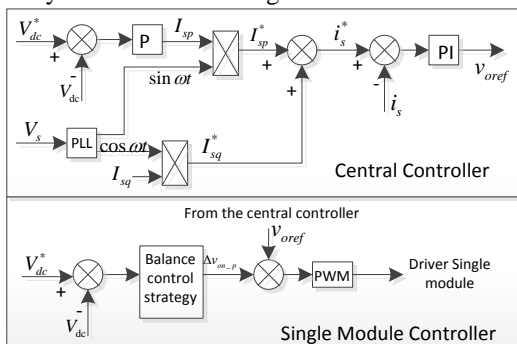 V*dc
+
-
Vdc
P
Isp
I*sp
+
+
i*s
+
-
is
PI
voref
sin ωt
Vs
PLL
cos ωt
Isq
I*sq
Central Controller
From the central controller
voref
V*dc
+
-
Vdc
Balance
control
strategy
Δvon_p
+
PWM
Driver Single
module
Single Module Controller